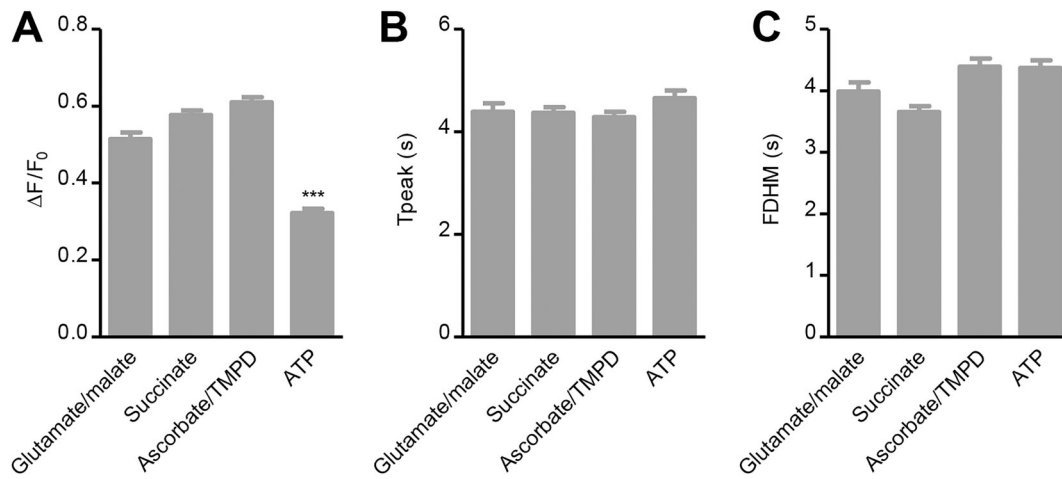 A
0.8
0.6
0.4
0.2
0.0
ΔF/F0
***
Glutamate/malate
Succinate
Ascorbate/TMPD
ATP
B
6
4
2
0
Tpeak (s)
Glutamate/malate
Succinate
Ascorbate/TMPD
ATP
C
5
4
3
2
1
0
FDHM (s)
Glutamate/malate
Succinate
Ascorbate/TMPD
ATP